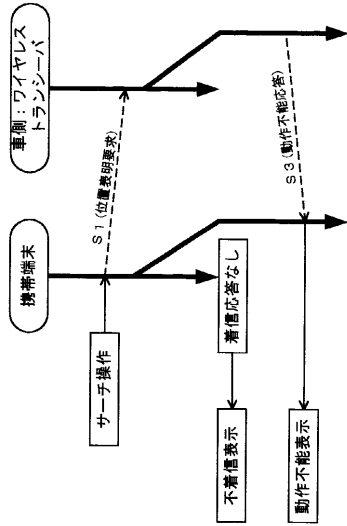 車側：ワイヤレス
トランシーバ
携帯端末
S1（位置表明要求）
サーチ操作
着信応答なし
不着信表示
S3（動作不能応答）
動作不能表示